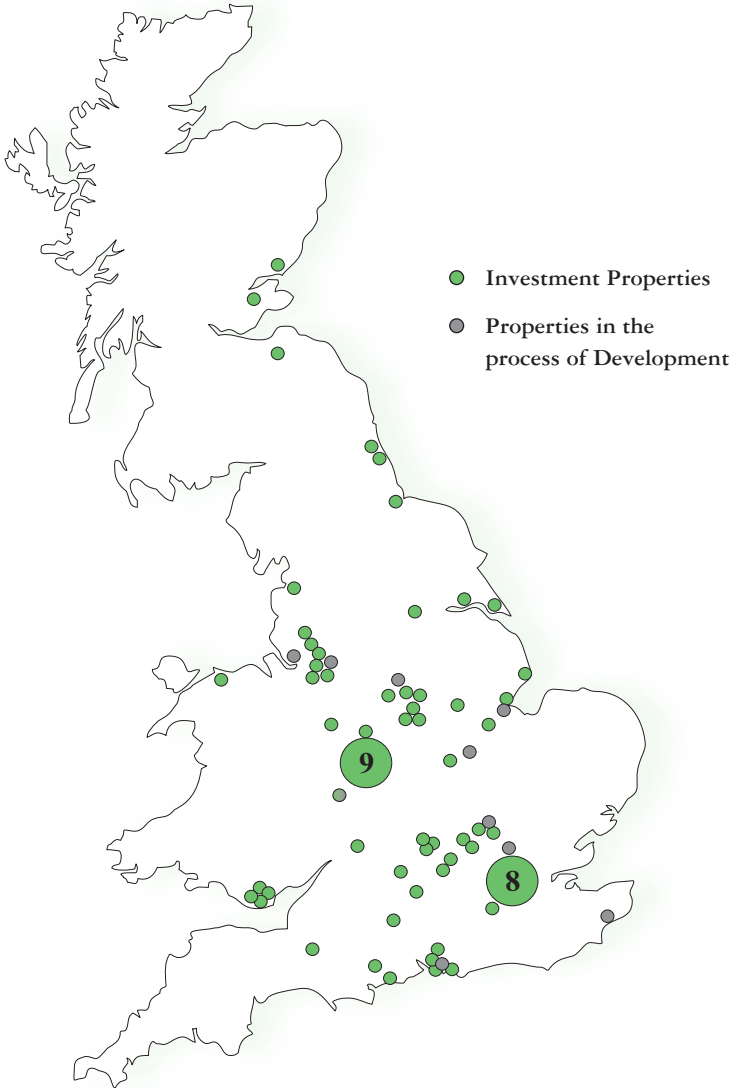 Investment Properties
Properties in the
process of Development
9
8